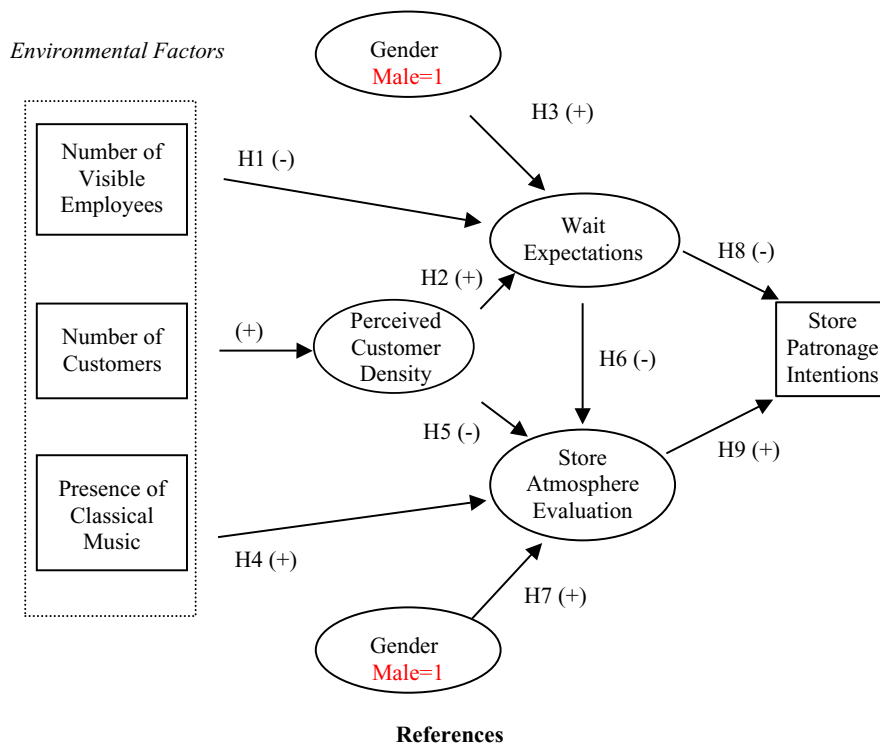 Environmental Factors
Gender
Male=1
H3 (+)
Number of
Visible
Employees
H1 (-)
Wait
Expectations
H8 (-)
H2 (+)
Number of
Customers
(+)
Perceived
Customer
Density
H6 (-)
Store
Patronage
Intentions
H5 (-)
H9 (+)
Presence of
Classical
Music
Store
Atmosphere
Evaluation
H4 (+)
H7 (+)
Gender
Male=1
References